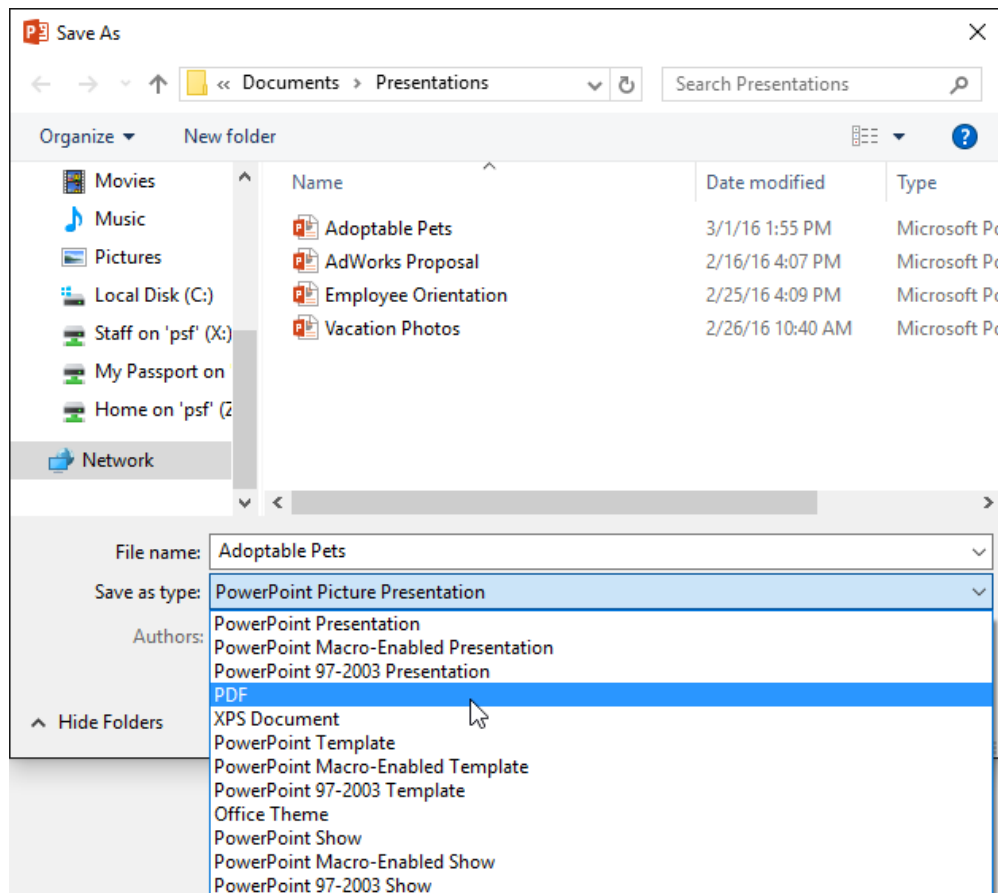 Save As
« Documents > Presentations
Search Presentations
Organize
New folder
Movies
Music
Pictures
Local Disk (C:)
Staff on 'psf' (X:)
My Passport on
Home on 'psf' (Z
Network
Name Date modified Type
Adoptable Pets 3/1/16 1:55 PM Microsoft Po
AdWorks Proposal 2/16/16 4:07 PM Microsoft Po
Employee Orientation 2/25/16 4:09 PM Microsoft Po
Vacation Photos 2/26/16 10:40 AM Microsoft Po
File name: Adoptable Pets
Save as type: PowerPoint Picture Presentation
Authors:
Hide Folders
PowerPoint Presentation
PowerPoint Macro-Enabled Presentation
PowerPoint 97-2003 Presentation
PDF
XPS Document
PowerPoint Template
PowerPoint Macro-Enabled Template
PowerPoint 97-2003 Template
Office Theme
PowerPoint Show
PowerPoint Macro-Enabled Show
PowerPoint 97-2003 Show